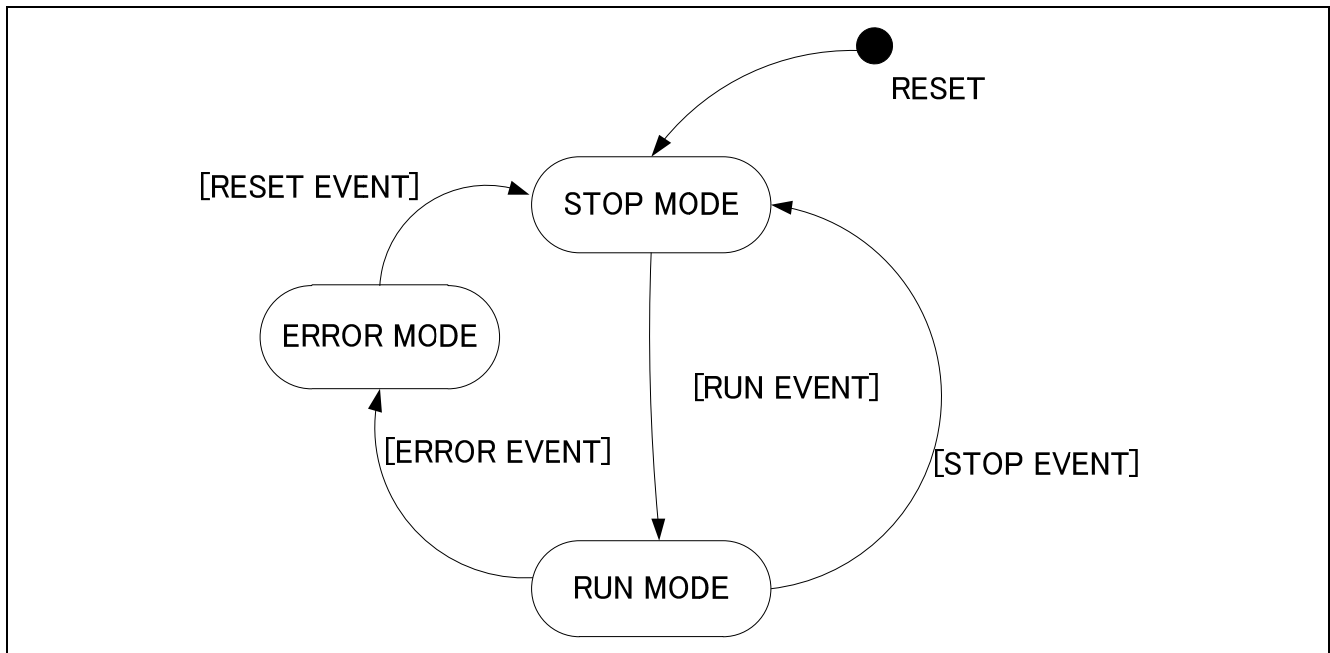 RESET
[RESET EVENT]
STOP MODE
ERROR MODE
[RUN EVENT]
[ERROR EVENT]
[STOP EVENT]
RUN MODE